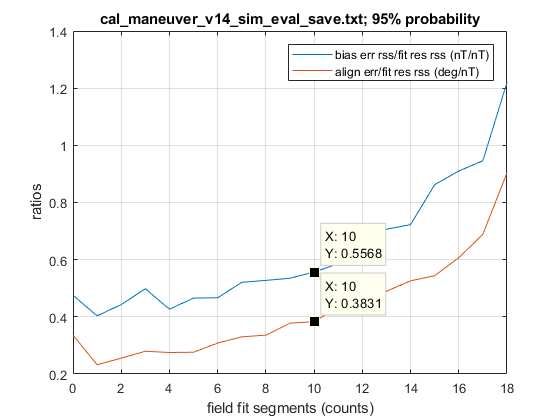 cal_maneuver_v14_sim_eval_save.txt; 95% probability
bias err rss/fit res rss (nT/nT)
align err/fit res rss (deg/nT)
1.4
1.2
1
0.8
0.6
0.4
0.2
ratios
X: 10
Y: 0.5568
X: 10
Y: 0.3831
0 2 4 6 8 10 12 14 16 18
field fit segments (counts)